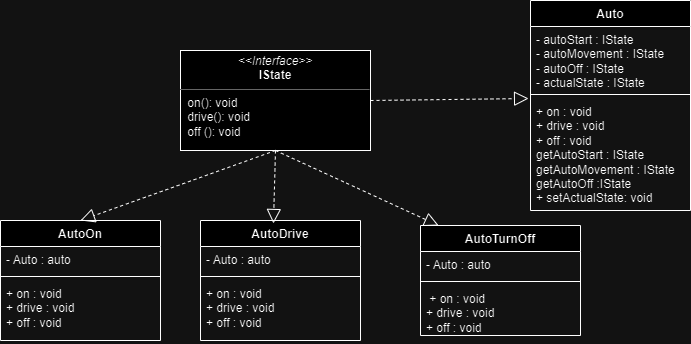 Auto
- autoStart : IState
- autoMovement : IState
- autoOff : IState
- actualState : IState
+ on : void
+ drive : void
+ off : void
getAutoStart : IState
getAutoMovement : IState
getAutoOff :IState
+ setActualState: void
<<Interface>>
IState
on(): void
drive(): void
off (): void
AutoOn
- Auto : auto
+ on : void
+ drive : void
+ off : void
AutoDrive
- Auto : auto
+ on : void
+ drive : void
+ off : void
AutoTurnOff
- Auto : auto
+ on : void
+ drive : void
+ off : void